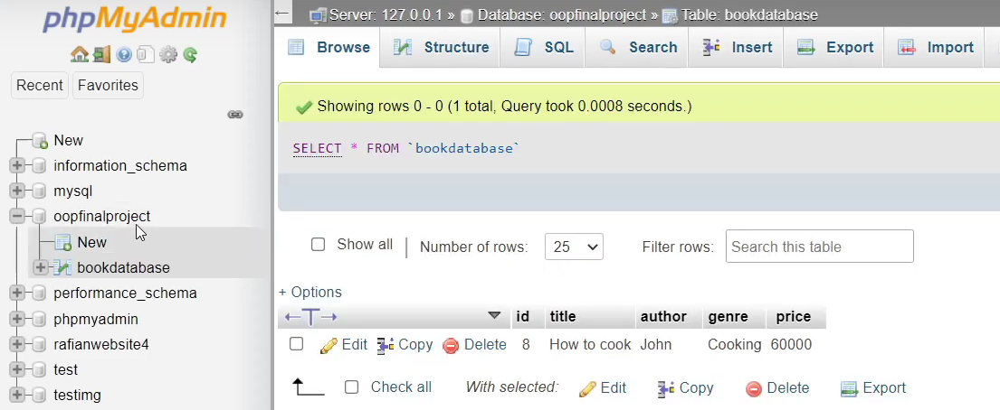 phpMyAdmin
Recent Favorites
New
information_schema
mysql
oopfinalproject
New
bookdatabase
performance_schema
phpmyadmin
rafianwebsite4
test
testimg
Server: 127.0.0.1 » Database: oopfinalproject » Table: bookdatabase
Browse Structure SQL Search Insert Export Import
Showing rows 0 - 0 (1 total, Query took 0.0008 seconds.)
SELECT * FROM `bookdatabase`
Show all Number of rows: 25 Filter rows: Search this table
+ Options
←T→ id title author genre price
Edit Copy Delete 8 How to cook John Cooking 60000
Check all With selected: Edit Copy Delete Export